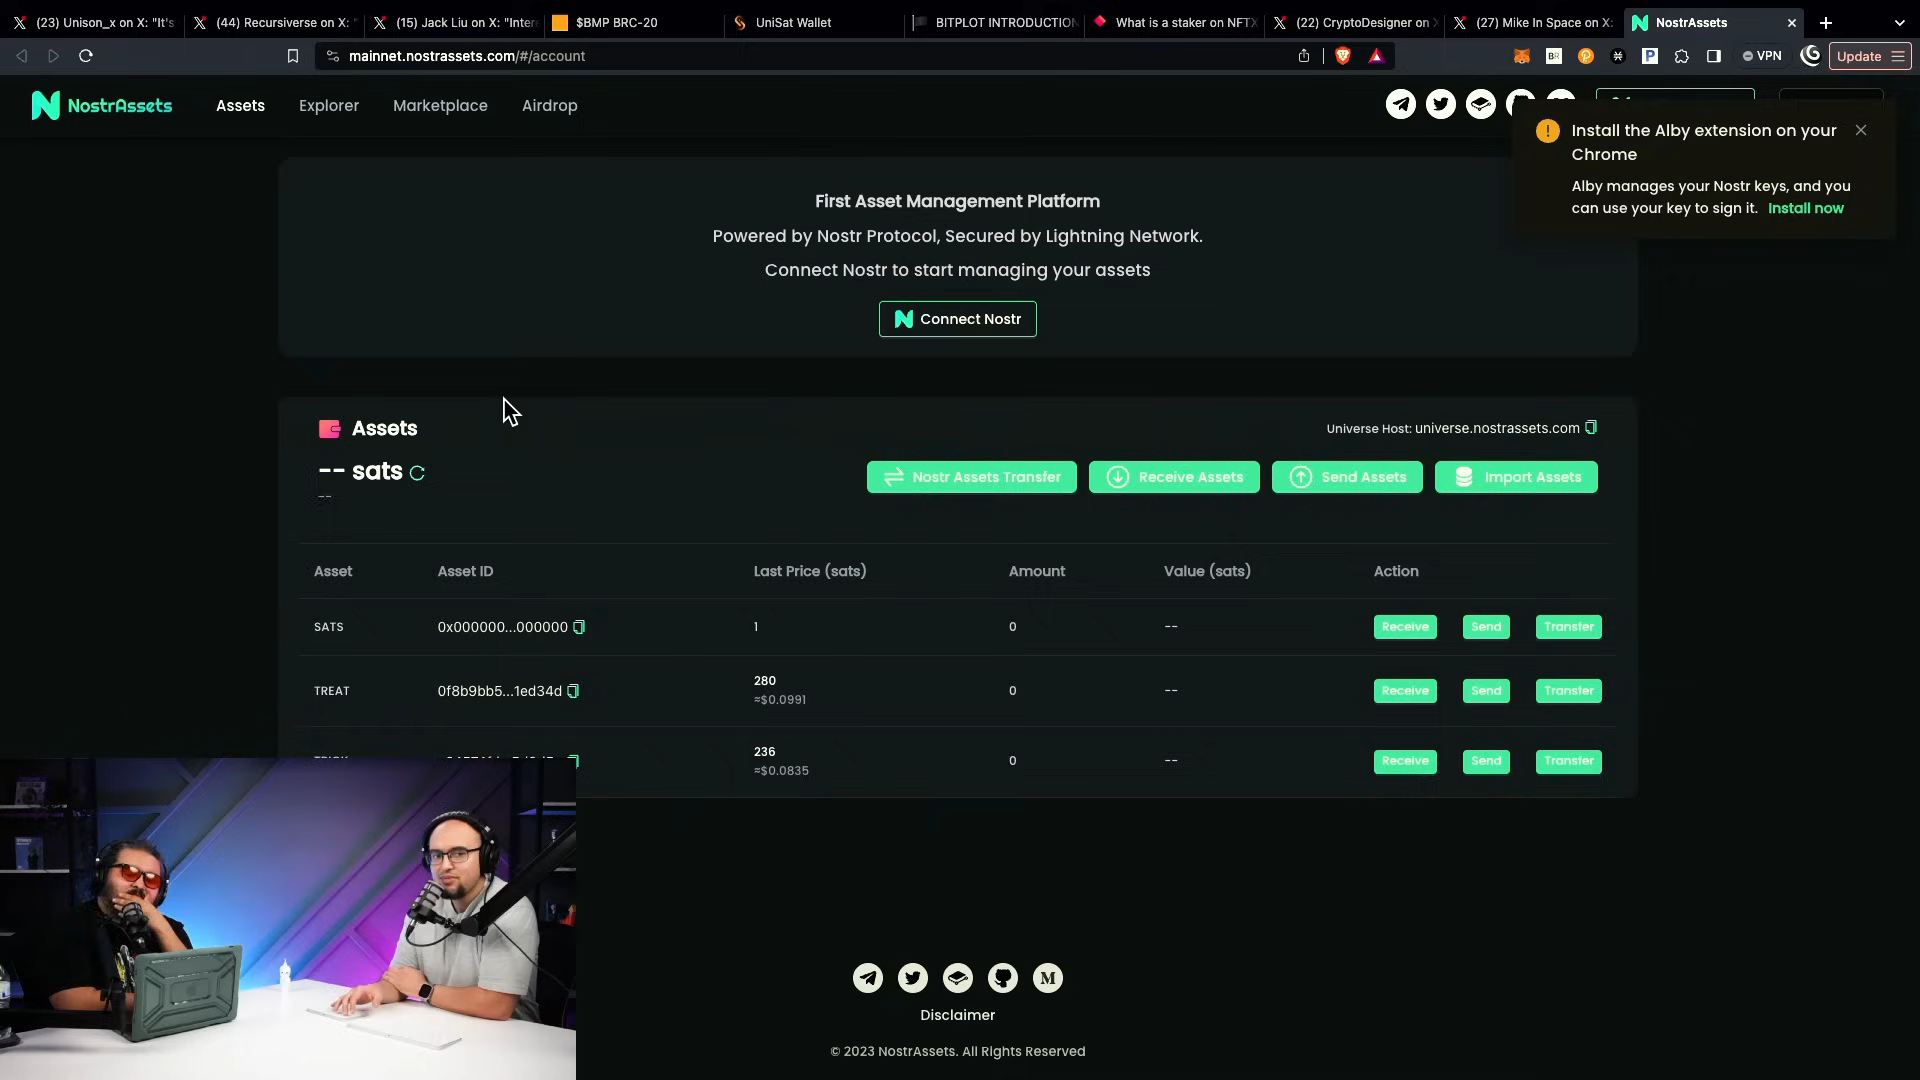 (23) Unison_x on X: "It's
(44) Recursiverse on X: "
(15) Jack Liu on X: "Inter
$BMP BRC-20
UniSat Wallet
BITPLOT INTRODUCTION
What is a staker on NFTX
(22) CryptoDesigner on X
(27) Mike In Space on X:
NostrAssets
mainnet.nostrassets.com/#/account
VPN
Update
NostrAssets
Assets
Explorer
Marketplace
Airdrop
Install the Alby extension on your
Chrome
Alby manages your Nostr keys, and you
can use your key to sign it. Install now
First Asset Management Platform
Powered by Nostr Protocol, Secured by Lightning Network.
Connect Nostr to start managing your assets
Connect Nostr
Assets
Universe Host: universe.nostrassets.com
-- sats
--
Nostr Assets Transfer
Receive Assets
Send Assets
Import Assets
Asset Asset ID Last Price (sats) Amount Value (sats) Action
SATS 0x000000...000000 1 0 -- Receive Send Transfer
TREAT 0f8b9bb5...1ed34d 280 0 -- Receive Send Transfer
≈$0.0991
236 0 -- Receive Send Transfer
≈$0.0835
Disclaimer
© 2023 NostrAssets. All Rights Reserved